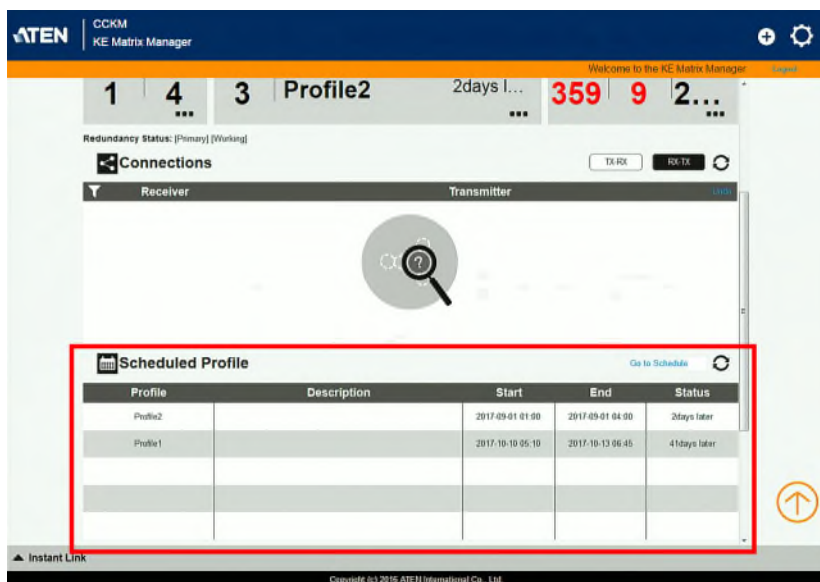 ATEN
CCKM
KE Matrix Manager
Welcome to the KE Matrix Manager
Logout
1 4 ... 3 Profile2 2days l... ... 359 9 2... ...
Redundancy Status: [Primary] [Working]
Connections TX-RX RX-TX
Receiver Transmitter Undo
?
Scheduled Profile Go to Schedule
Profile Description Start End Status
Profile2 2017-09-01 01:00 2017-09-01 04:00 2days later
Profile1 2017-10-10 05:10 2017-10-13 06:45 41days later
Instant Link
Copyright (c) 2016 ATEN International Co., Ltd.